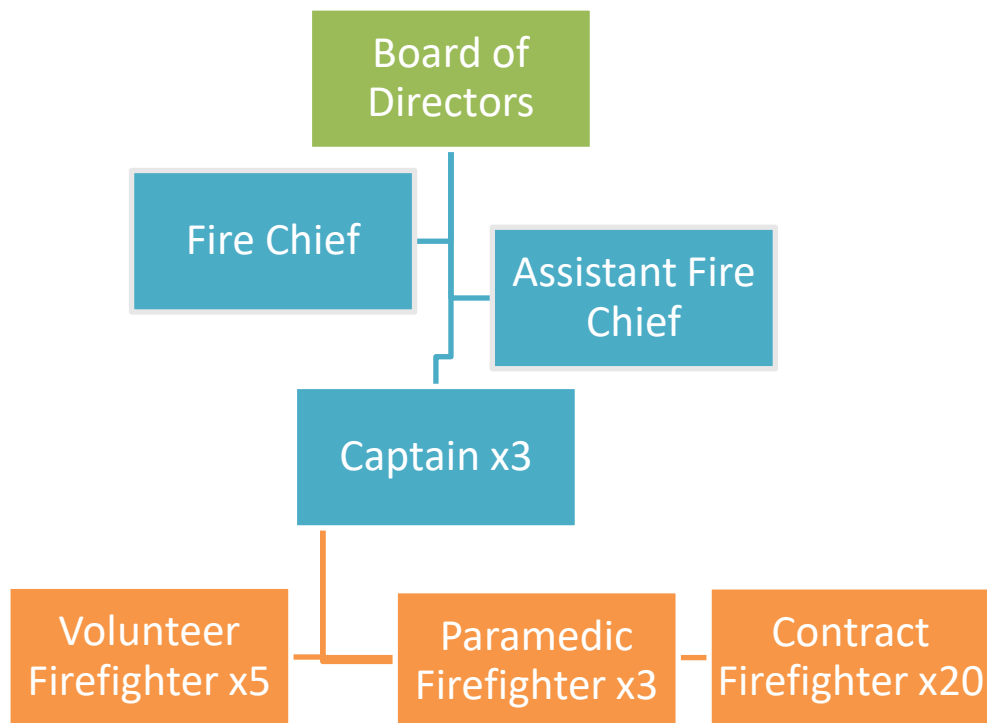 Board of
Directors
Fire Chief
Assistant Fire
Chief
Captain x3
Volunteer
Firefighter x5
Paramedic
Firefighter x3
Contract
Firefighter x20